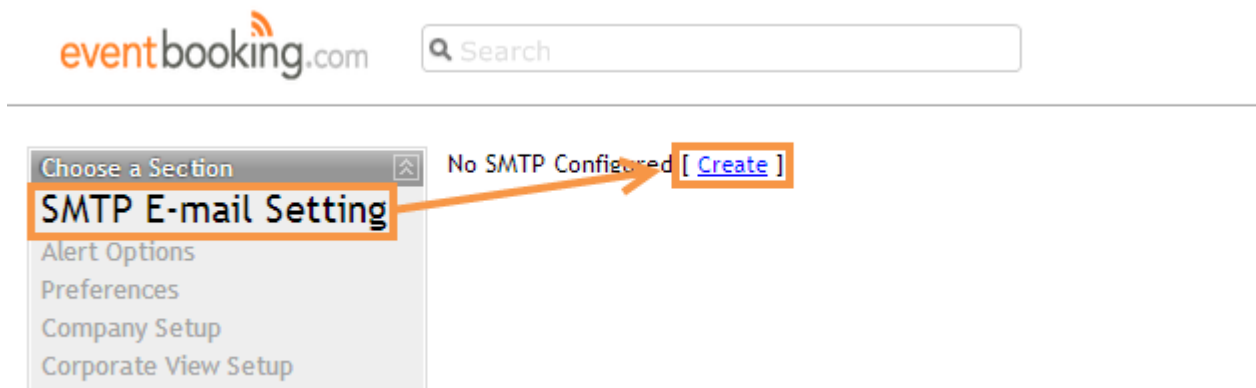 eventbooking.com
Search
Choose a Section
SMTP E-mail Setting
Alert Options
Preferences
Company Setup
Corporate View Setup
No SMTP Configured [ Create ]